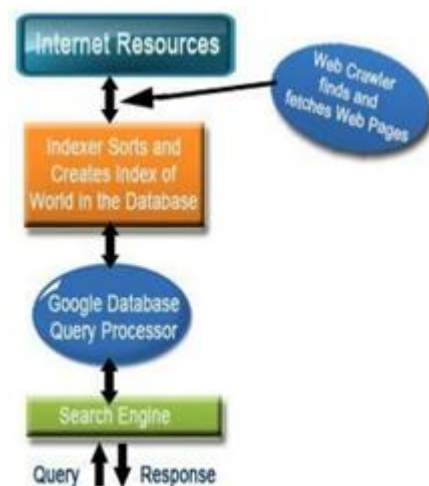 Internet Resources
Web Crawler
finds and
fetches Web Pages
Indexer Sorts and
Creates Index of
World in the Database
Google Database
Query Processor
Search Engine
Query Response